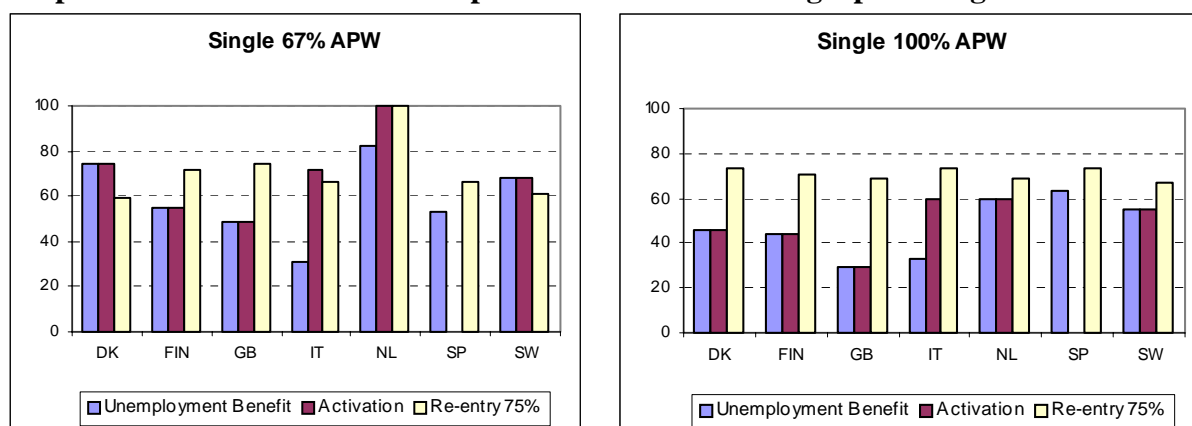 Single 67% APW
100
80
60
40
20
0
DK FIN GB IT NL SP SW
Unemployment Benefit Activation Re-entry 75%
Single 100% APW
100
80
60
40
20
0
DK FIN GB IT NL SP SW
Unemployment Benefit Activation Re-entry 75%